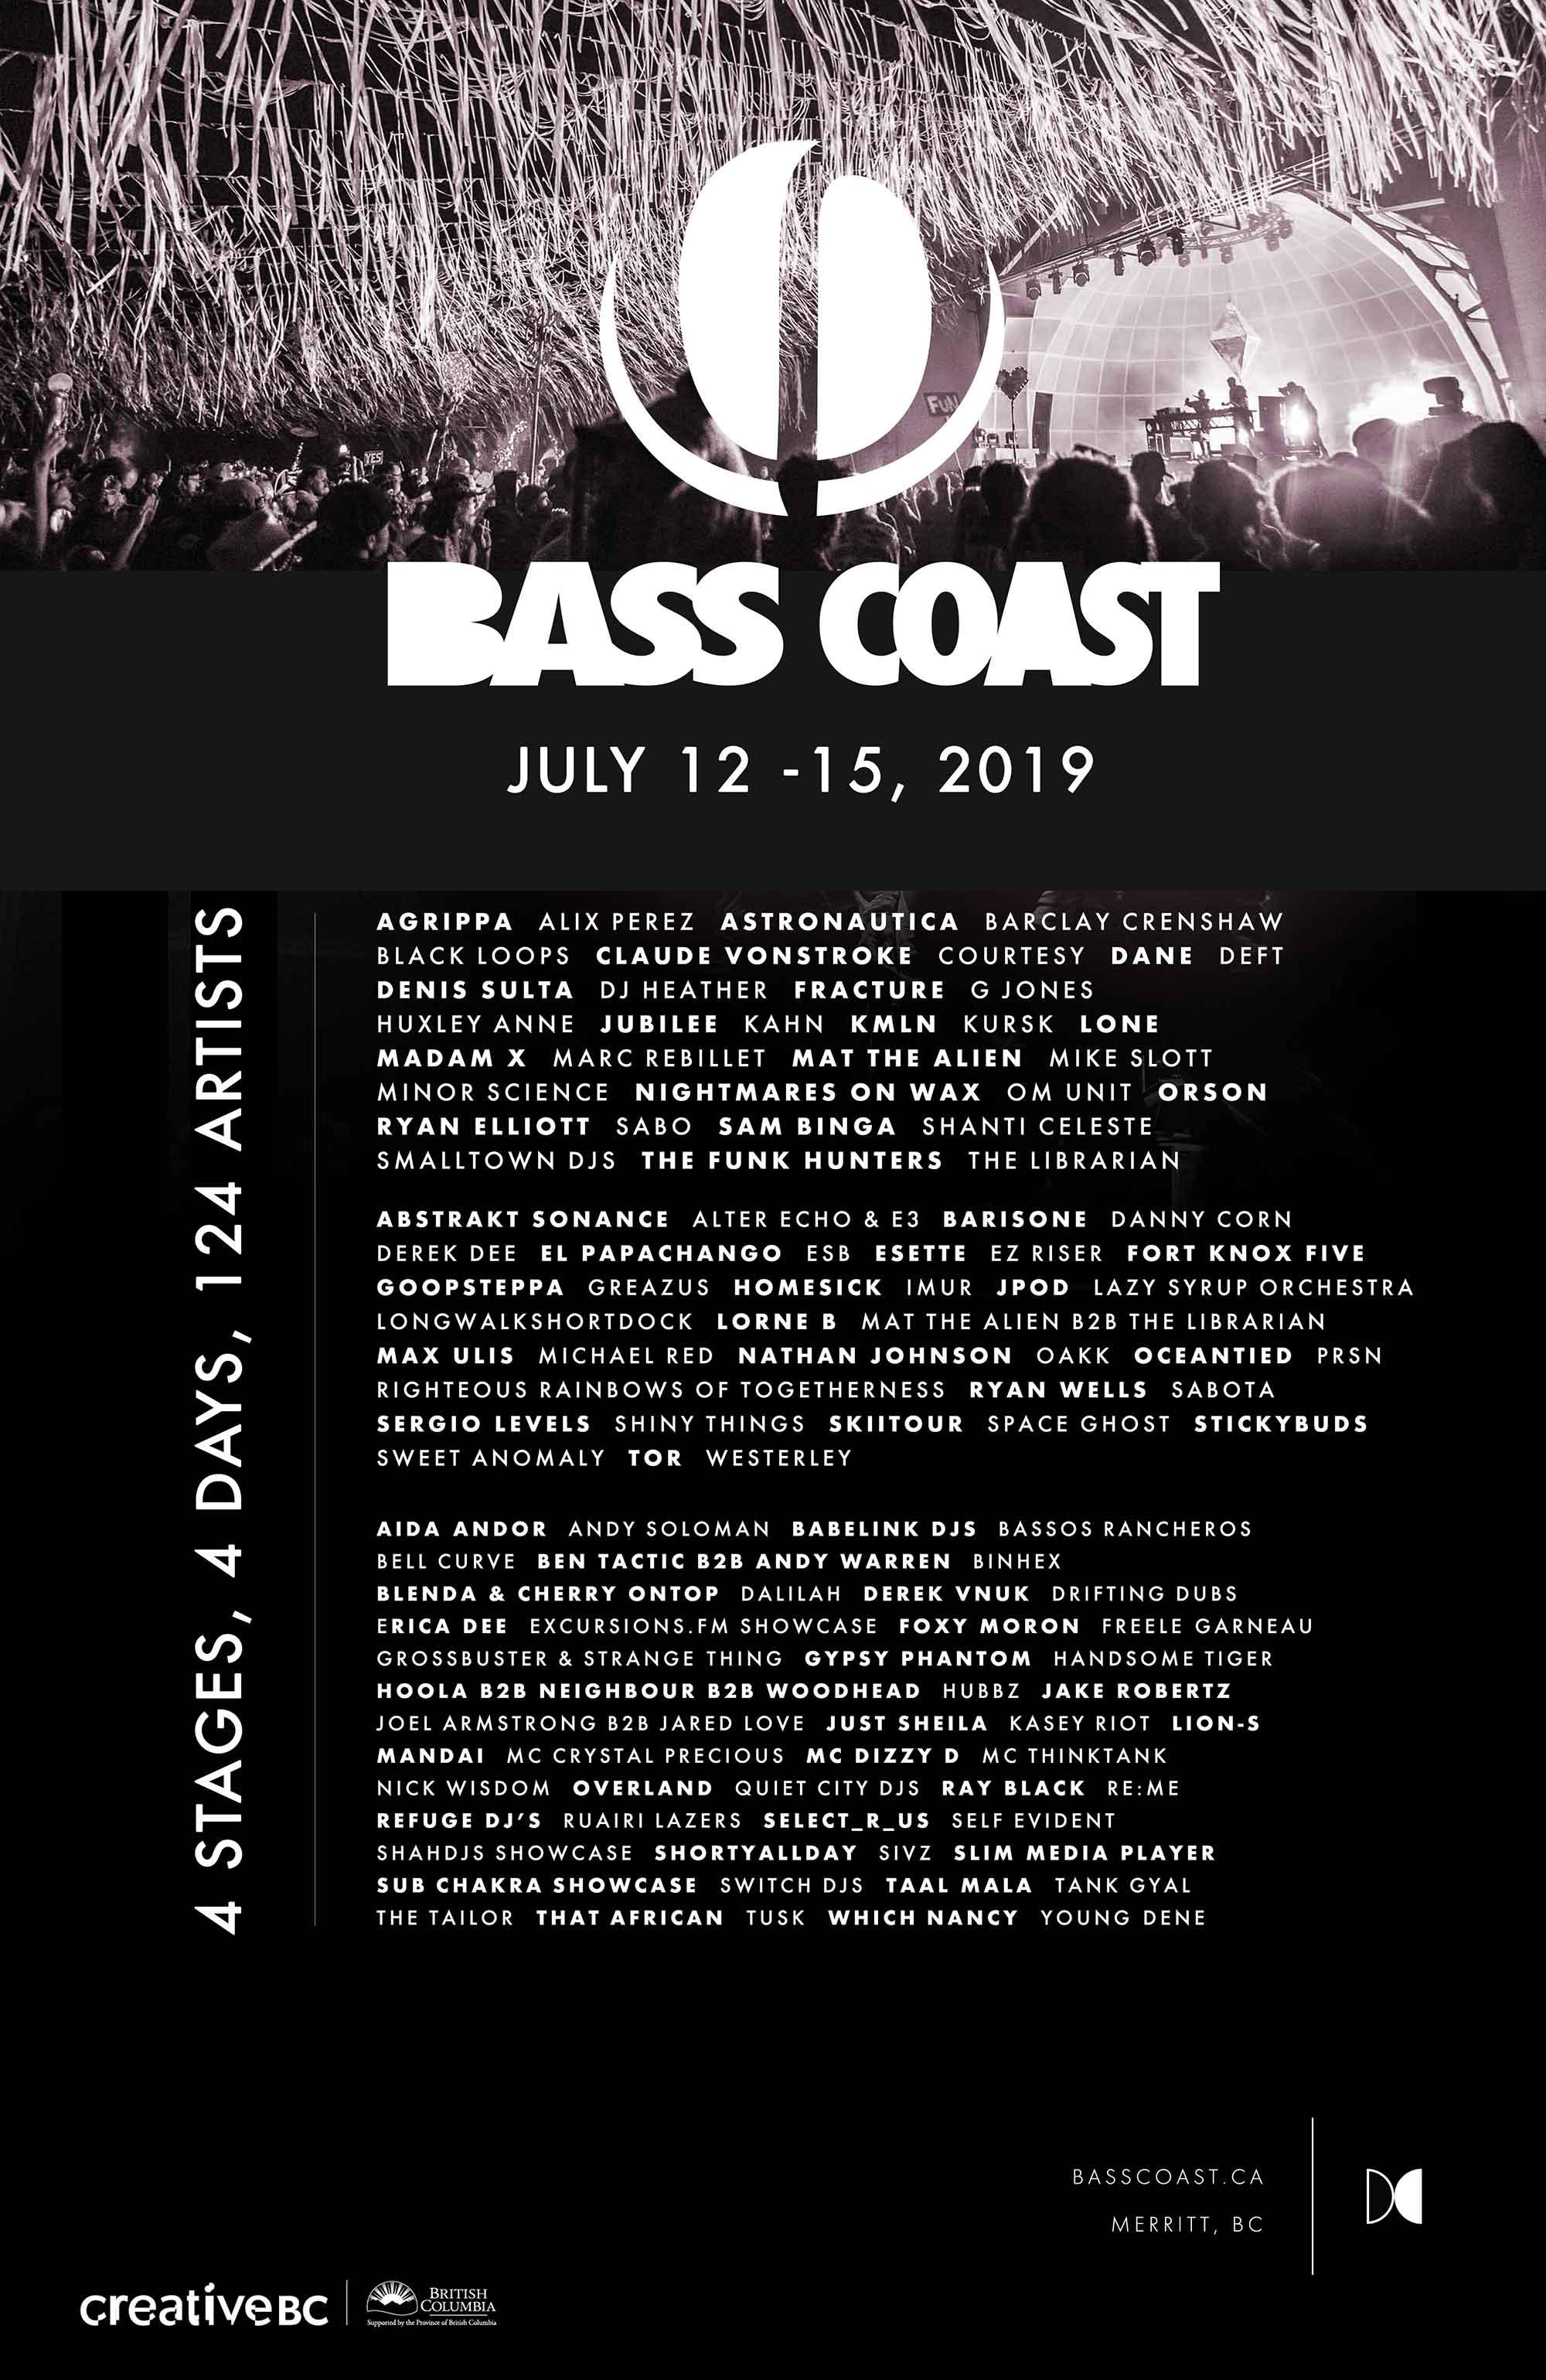 FUN
YES
BASS COAST
JULY 12 -15, 2019
4 STAGES, 4 DAYS, 124 ARTISTS
AGRIPPA ALIX PEREZ ASTRONAUTICA BARCLAY CRENSHAW
BLACK LOOPS CLAUDE VONSTROKE COURTESY DANE DEFT
DENIS SULTA DJ HEATHER FRACTURE G JONES
HUXLEY ANNE JUBILEE KAHN KMLN KURSK LONE
MADAM X MARC REBILLET MAT THE ALIEN MIKE SLOTT
MINOR SCIENCE NIGHTMARES ON WAX OM UNIT ORSON
RYAN ELLIOTT SABO SAM BINGA SHANTI CELESTE
SMALLTOWN DJS THE FUNK HUNTERS THE LIBRARIAN
ABSTRAKT SONANCE ALTER ECHO & E3 BARISONE DANNY CORN
DEREK DEE EL PAPACHANGO ESB ESETTE EZ RISER FORT KNOX FIVE
GOOPSTEPPA GREAZUS HOMESICK IMUR JPOD LAZY SYRUP ORCHESTRA
LONGWALKSHORTDOCK LORNE B MAT THE ALIEN B2B THE LIBRARIAN
MAX ULIS MICHAEL RED NATHAN JOHNSON OAKK OCEANTIED PRSN
RIGHTEOUS RAINBOWS OF TOGETHERNESS RYAN WELLS SABOTA
SERGIO LEVELS SHINY THINGS SKIITOUR SPACE GHOST STICKYBUDS
SWEET ANOMALY TOR WESTERLEY
AIDA ANDOR ANDY SOLOMAN BABELINK DJS BASSOS RANCHEROS
BELL CURVE BEN TACTIC B2B ANDY WARREN BINHEX
BLENDA & CHERRY ONTOP DALILAH DEREK VNUK DRIFTING DUBS
ERICA DEE EXCURSIONS.FM SHOWCASE FOXY MORON FREELE GARNEAU
GROSSBUSTER & STRANGE THING GYPSY PHANTOM HANDSOME TIGER
HOOLA B2B NEIGHBOUR B2B WOODHEAD HUBBZ JAKE ROBERTZ
JOEL ARMSTRONG B2B JARED LOVE JUST SHEILA KASEY RIOT LION-S
MANDAI MC CRYSTAL PRECIOUS MC DIZZY D MC THINKTANK
NICK WISDOM OVERLAND QUIET CITY DJS RAY BLACK RE:ME
REFUGE DJ'S RUAIRI LAZERS SELECT_R_US SELF EVIDENT
SHAHDJS SHOWCASE SHORTYALLDAY SIVZ SLIM MEDIA PLAYER
SUB CHAKRA SHOWCASE SWITCH DJS TAAL MALA TANK GYAL
THE TAILOR THAT AFRICAN TUSK WHICH NANCY YOUNG DENE
BASSCOAST.CA
MERRITT, BC
creativeBC
BRITISH
COLUMBIA
Supported by the Province of British Columbia